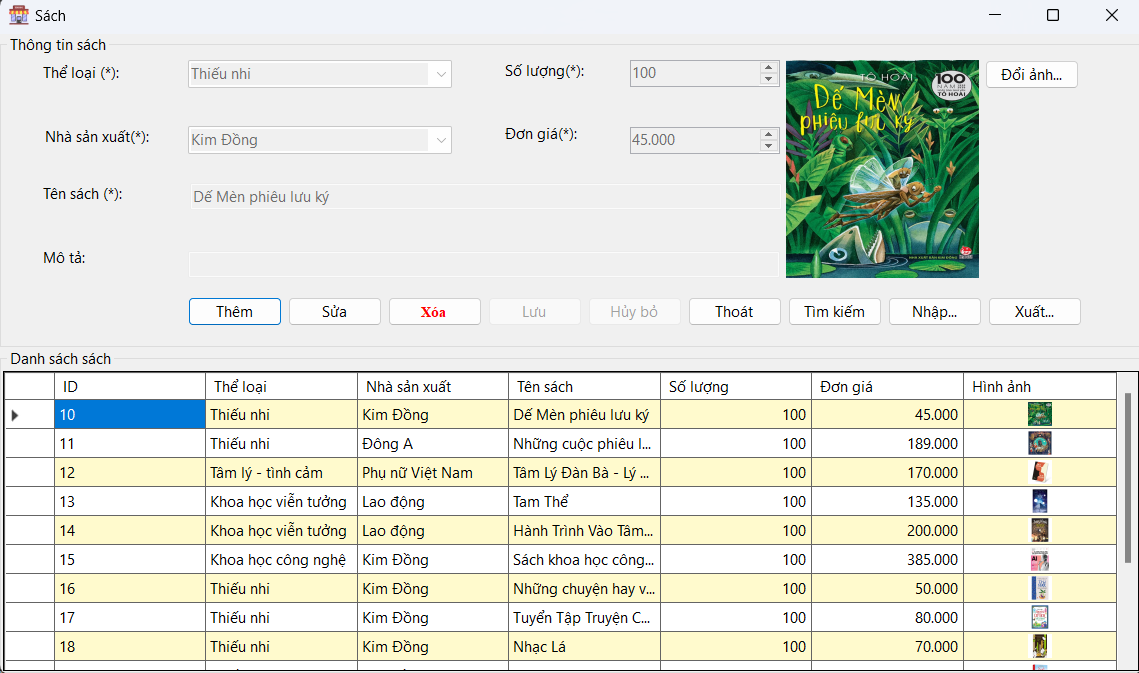 Sách
Thông tin sách
Thể loại (*): Thiếu nhi Số lượng(*): 100 Đổi ảnh...
Nhà sản xuất(*): Kim Đồng Đơn giá(*): 45.000
Tên sách (*): Dế Mèn phiêu lưu ký
Mô tả:
TÔ HOÀI
100
NĂM
TÔ HOÀI
Dế Mèn
phiêu lưu ký
Thêm Sửa Xóa Lưu Hủy bỏ Thoát Tìm kiếm Nhập... Xuất...
Danh sách sách
ID Thể loại Nhà sản xuất Tên sách Số lượng Đơn giá Hình ảnh
10 Thiếu nhi Kim Đồng Dế Mèn phiêu lưu ký 100 45.000
11 Thiếu nhi Đông A Những cuộc phiêu l... 100 189.000
12 Tâm lý - tình cảm Phụ nữ Việt Nam Tâm Lý Đàn Bà - Lý ... 100 170.000
13 Khoa học viễn tưởng Lao động Tam Thể 100 135.000
14 Khoa học viễn tưởng Lao động Hành Trình Vào Tâm... 100 200.000
15 Khoa học công nghệ Kim Đồng Sách khoa học công... 100 385.000
16 Thiếu nhi Kim Đồng Những chuyện hay v... 100 50.000
17 Thiếu nhi Kim Đồng Tuyển Tập Truyện C... 100 80.000
18 Thiếu nhi Kim Đồng Nhạc Lá 100 70.000